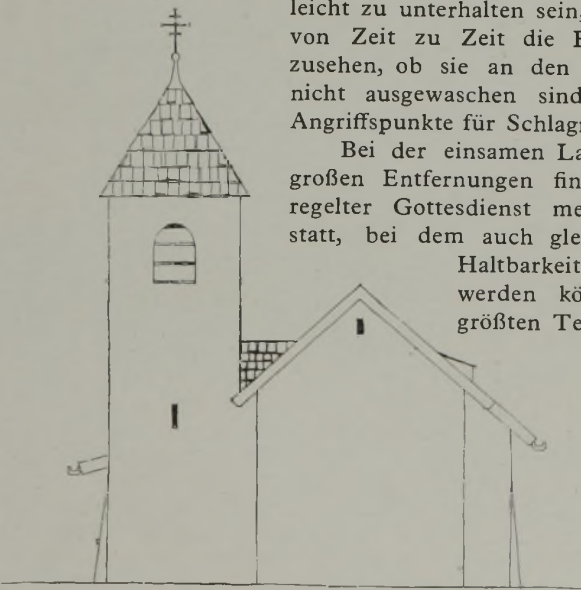 leicht zu unterhalten sein,
von Zeit zu Zeit die
zusehen, ob sie an den
nicht ausgewaschen sind
Angriffspunkte für
Bei der einsamen
großen Entfernungen
regelter Gottesdienst
statt, bei dem auch
Haltbarkeit
werden
größten